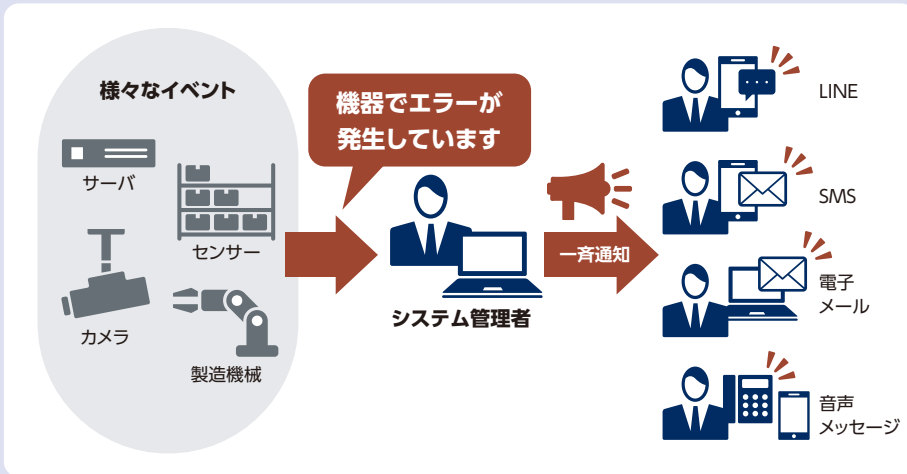 様々なイベント
サーバ
センサー
カメラ
製造機械
機器でエラーが
発生しています
システム管理者
一斉通知
LINE
SMS
電子
メール
音声
メッセージ